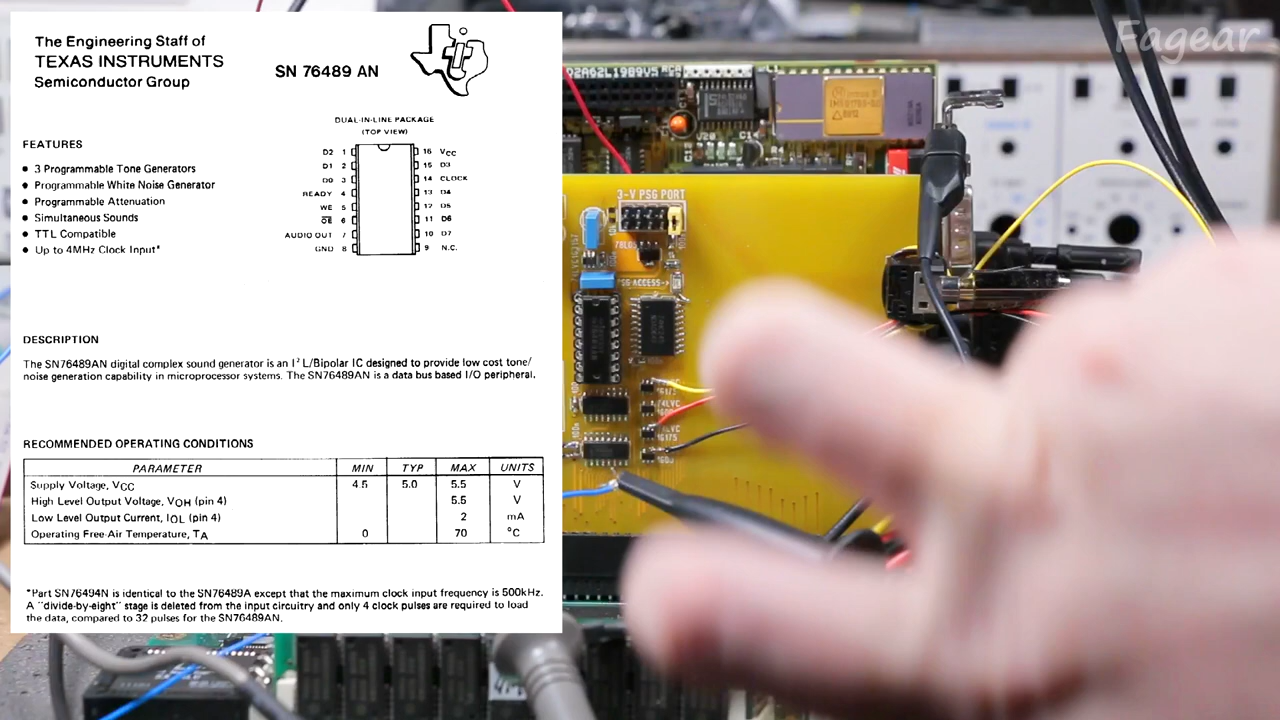 Fagear
The Engineering Staff of
TEXAS INSTRUMENTS
Semiconductor Group
SN 76489 AN
DUAL-IN-LINE PACKAGE
(TOP VIEW)
D2 1 16 VCC
D1 2 15 D3
D0 3 14 CLOCK
READY 4 13 D4
WE 5 12 D5
OE 6 11 D6
AUDIO OUT 7 10 D7
GND 8 9 N.C.
FEATURES
● 3 Programmable Tone Generators
● Programmable White Noise Generator
● Programmable Attenuation
● Simultaneous Sounds
● TTL Compatible
● Up to 4MHz Clock Input*
DESCRIPTION
The SN76489AN digital complex sound generator is an I² L/Bipolar IC designed to provide low cost tone/
noise generation capability in microprocessor systems. The SN76489AN is a data bus based I/O peripheral.
RECOMMENDED OPERATING CONDITIONS
PARAMETER MIN TYP MAX UNITS
Supply Voltage, VCC 4.5 5.0 5.5 V
High Level Output Voltage, VOH (pin 4) 5.5 V
Low Level Output Current, IOL (pin 4) 2 mA
Operating Free-Air Temperature, TA 0 70 °C
*Part SN76494N is identical to the SN76489A except that the maximum clock input frequency is 500kHz.
A "divide-by-eight" stage is deleted from the input circuitry and only 4 clock pulses are required to load
the data, compared to 32 pulses for the SN76489AN.
3-V PSG PORT
PSG ACCESS->